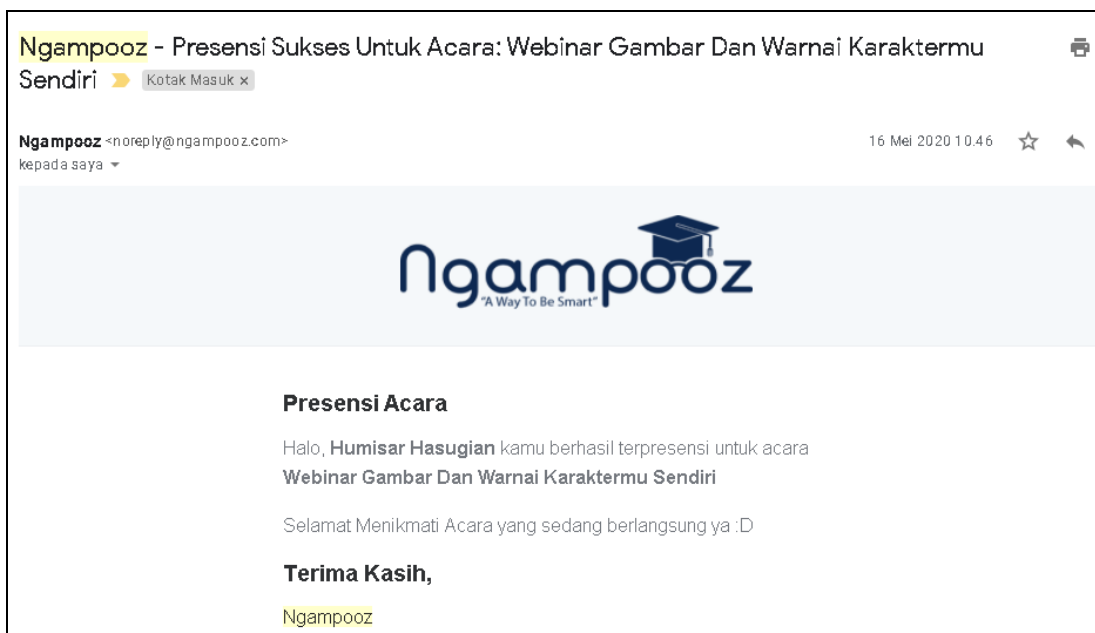 Ngampooz - Presensi Sukses Untuk Acara: Webinar Gambar Dan Warnai Karaktermu
Sendiri Kotak Masuk x
Ngampooz <noreply@ngampooz.com> 16 Mei 2020 10.46
kepada saya
Ngampooz
"A Way To Be Smart"
Presensi Acara
Halo, Humisar Hasugian kamu berhasil terpresensi untuk acara
Webinar Gambar Dan Warnai Karaktermu Sendiri
Selamat Menikmati Acara yang sedang berlangsung ya :D
Terima Kasih,
Ngampooz